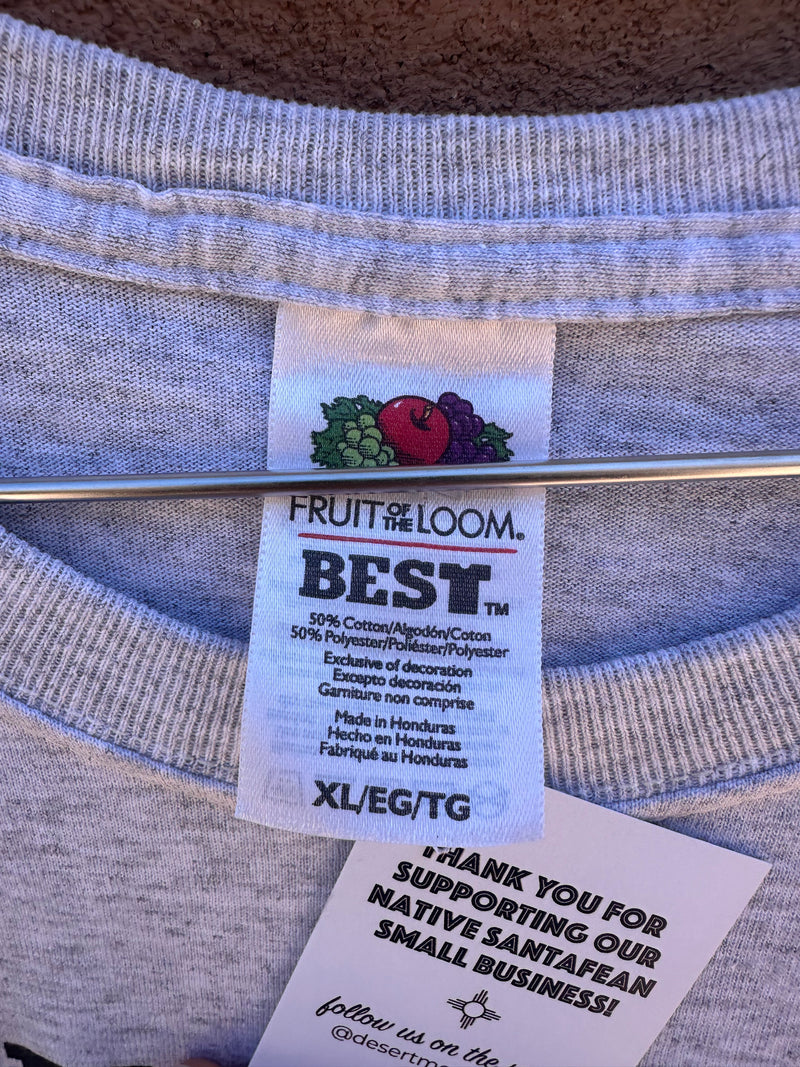 FRUIT OF THE LOOM.
BEST™
50% Cotton/Algodón/Coton
50% Polyester/Poliéster/Polyester
Exclusive of decoration
Excepto decoración
Garniture non comprise
Made in Honduras
Hecho en Honduras
Fabriqué au Honduras
XL/EG/TG
THANK YOU FOR
SUPPORTING OUR
NATIVE SANTAFEAN
SMALL BUSINESS!
follow us on the